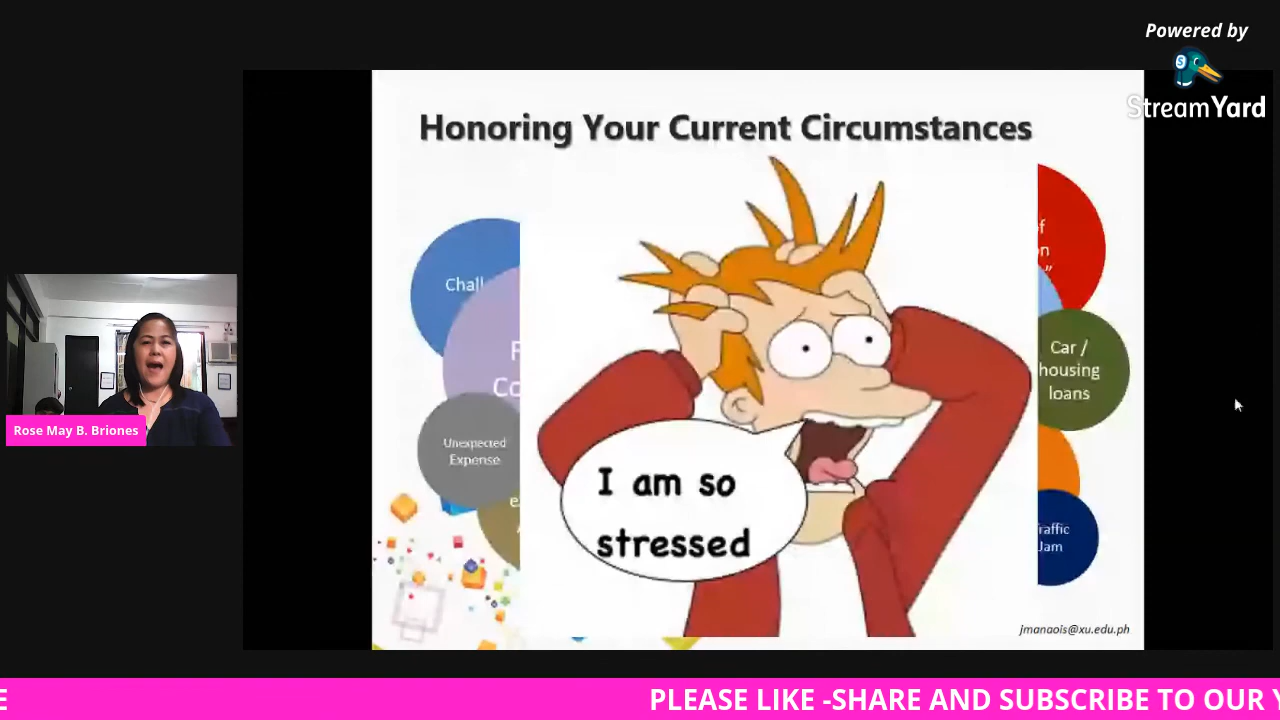 Powered by
StreamYard
Honoring Your Current Circumstances
Chall
Car /
housing
loans
Unexpected
Expense
I am so
stressed
Jam
jmanaois@xu.edu.ph
Rose May B. Briones
PLEASE LIKE -SHARE AND SUBSCRIBE TO OUR